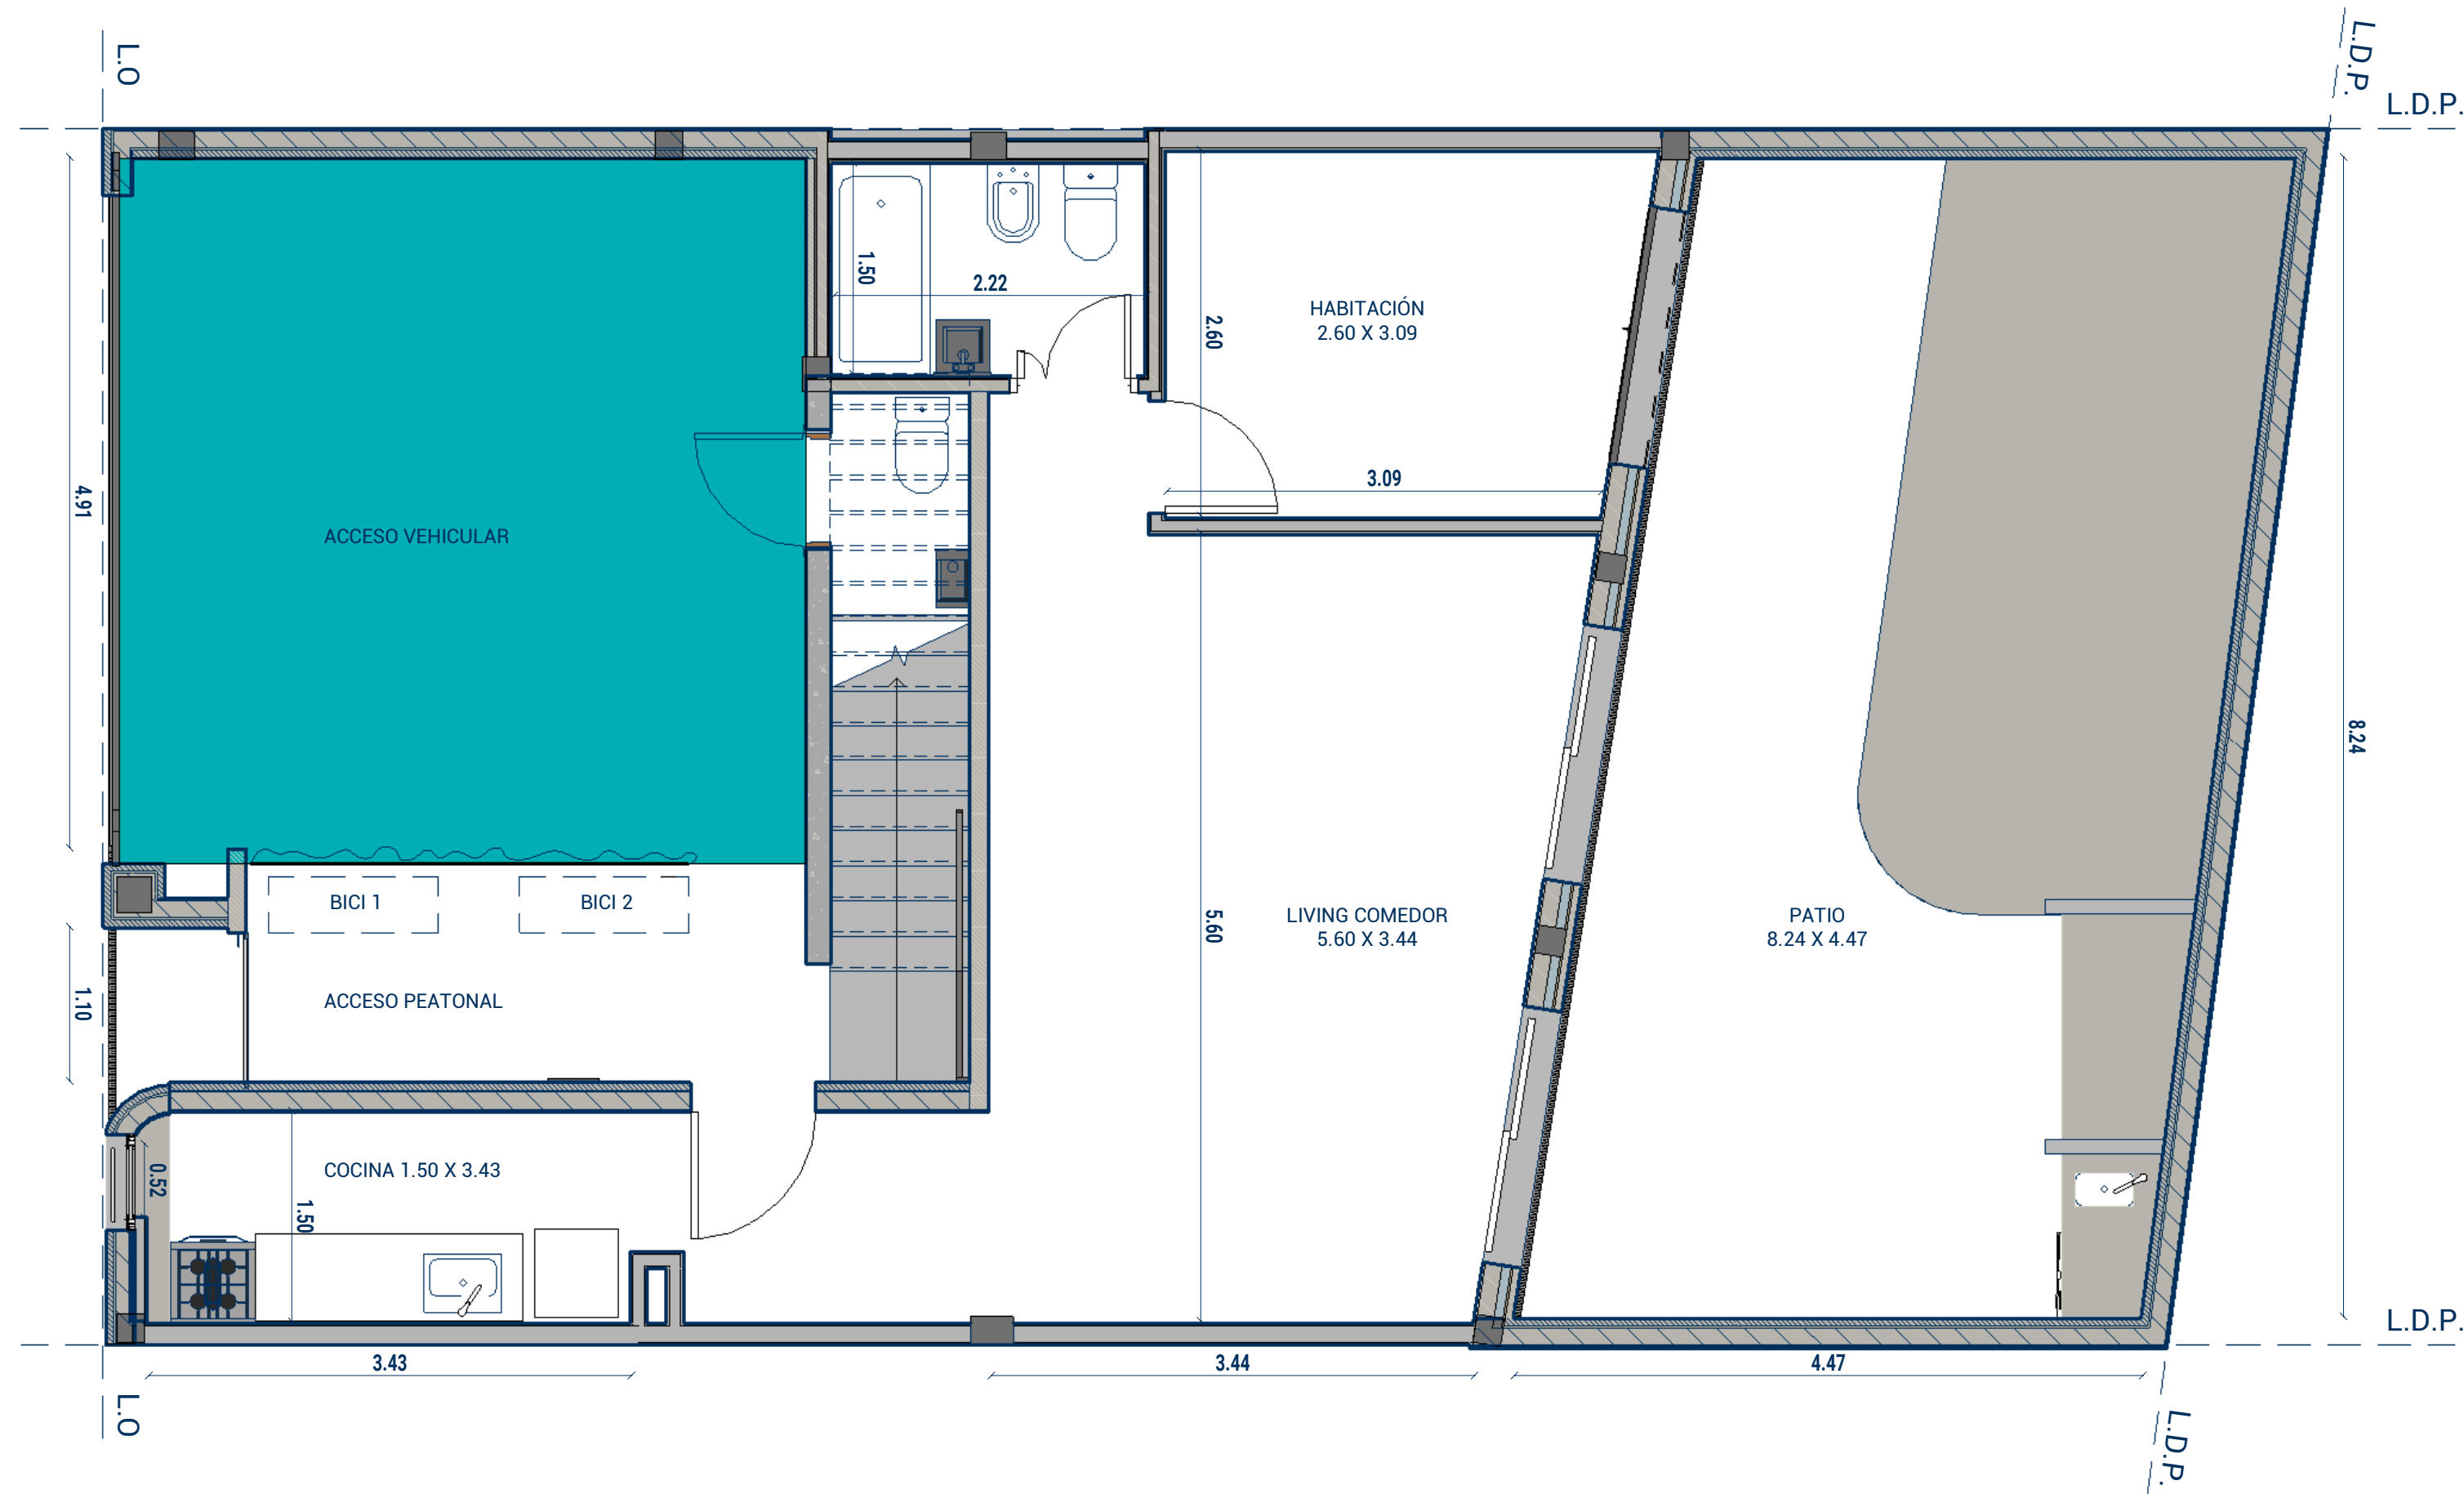 L.O
L.D.P.
L.D.P.
1.50
2.22
HABITACIÓN
2.60 X 3.09
2.60
3.09
4.91
ACCESO VEHICULAR
8.24
BICI 1
BICI 2
5.60
LIVING COMEDOR
5.60 X 3.44
PATIO
8.24 X 4.47
1.10
ACCESO PEATONAL
0.52
COCINA 1.50 X 3.43
1.50
L.D.P.
3.43
3.44
4.47
L.O
L.D.P.